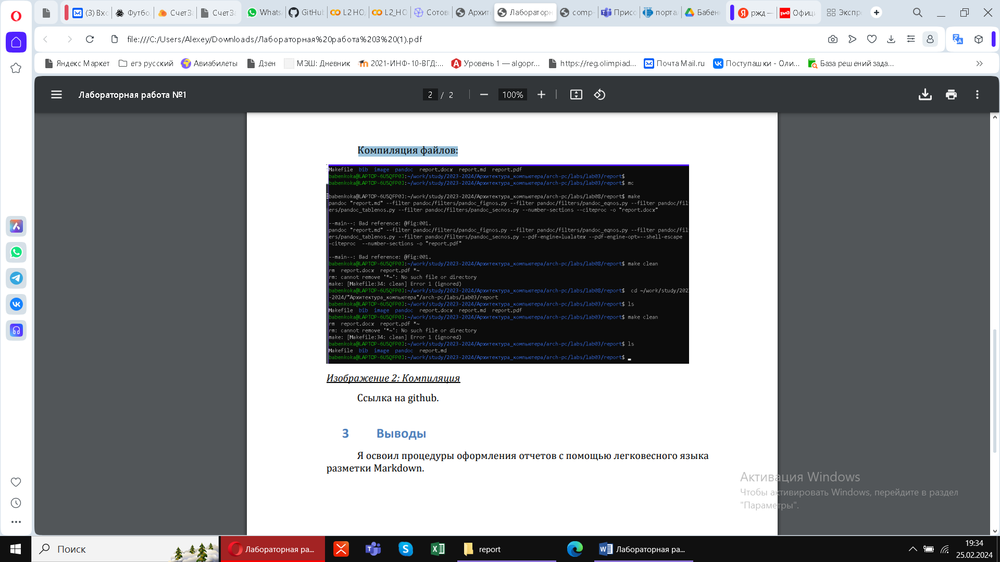 (3) Вхс
Футбо
СчетЗ
СчетЗа
Whats
GitHub
L2 HO
L2_HO
Сотов
Архит
Лаборатор
comp-
Присс
порта
Бабен
ржд —
Офиц
Экспр
file:///C:/Users/Alexey/Downloads/Лабораторная%20работа%203%20(1).pdf
Яндекс Маркет
егэ русский
Авиабилеты
Дзен
МЭШ: Дневник
2021-ИНФ-10-ВГД:...
Уровень 1 — algopr...
https://reg.olimpiad...
Почта Mail.ru
Поступашки - Оли...
База решений зада...
Лабораторная работа №1
2 / 2
100%
Компиляция файлов:
Makefile bib image pandoc report.docx report.md report.pdf
babenkoka@LAPTOP-6USQFP0J:~/work/study/2023-2024/Архитектура_компьютера/arch-pc/labs/lab03/report$
babenkoka@LAPTOP-6USQFP0J:~/work/study/2023-2024/Архитектура_компьютера/arch-pc/labs/lab03/report$ mc
babenkoka@LAPTOP-6USQFP0J:~/work/study/2023-2024/Архитектура_компьютера/arch-pc/labs/lab08/report$ make
pandoc "report.md" --filter pandoc/filters/pandoc_fignos.py --filter pandoc/filters/pandoc_eqnos.py --filter pandoc/fil
ers/pandoc_tablenos.py --filter pandoc/filters/pandoc_secnos.py --number-sections --citeproc -o "report.docx"
--main--: Bad reference: @fig:001.
pandoc "report.md" --filter pandoc/filters/pandoc_fignos.py --filter pandoc/filters/pandoc_eqnos.py --filter pandoc/fil
ers/pandoc_tablenos.py --filter pandoc/filters/pandoc_secnos.py --pdf-engine=lualatex --pdf-engine-opt=--shell-escape
-citeproc --number-sections -o "report.pdf"
--main--: Bad reference: @fig:001.
babenkoka@LAPTOP-6USQFP0J:~/work/study/2023-2024/Архитектура_компьютера/arch-pc/labs/lab08/report$ make clean
rm report.docx report.pdf *~
rm: cannot remove '*~': No such file or directory
make: [Makefile:34: clean] Error 1 (ignored)
babenkoka@LAPTOP-6USQFP0J:~/work/study/2023-2024/Архитектура_компьютера/arch-pc/labs/lab08/report$ cd ~/work/study/202
-2024/"Архитектура_компьютера"/arch-pc/labs/lab03/report
babenkoka@LAPTOP-6USQFP0J:~/work/study/2023-2024/Архитектура_компьютера/arch-pc/labs/lab03/report$ ls
Makefile bib image pandoc report.docx report.md report.pdf
babenkoka@LAPTOP-6USQFP0J:~/work/study/2023-2024/Архитектура_компьютера/arch-pc/labs/lab03/report$ make clean
rm report.docx report.pdf *~
rm: cannot remove '*~': No such file or directory
make: [Makefile:34: clean] Error 1 (ignored)
babenkoka@LAPTOP-6USQFP0J:~/work/study/2023-2024/Архитектура_компьютера/arch-pc/labs/lab03/report$ ls
Makefile bib image pandoc report.md
babenkoka@LAPTOP-6USQFP0J:~/work/study/2023-2024/Архитектура_компьютера/arch-pc/labs/lab03/report$
Изображение 2: Компиляция
Ссылка на github.
3 Выводы
Я освоил процедуры оформления отчетов с помощью легковесного языка
разметки Markdown.
Активация Windows
Чтобы активировать Windows, перейдите в раздел
"Параметры".
Поиск
Лабораторная ра...
report
Лабораторная ра...
19:34
25.02.2024